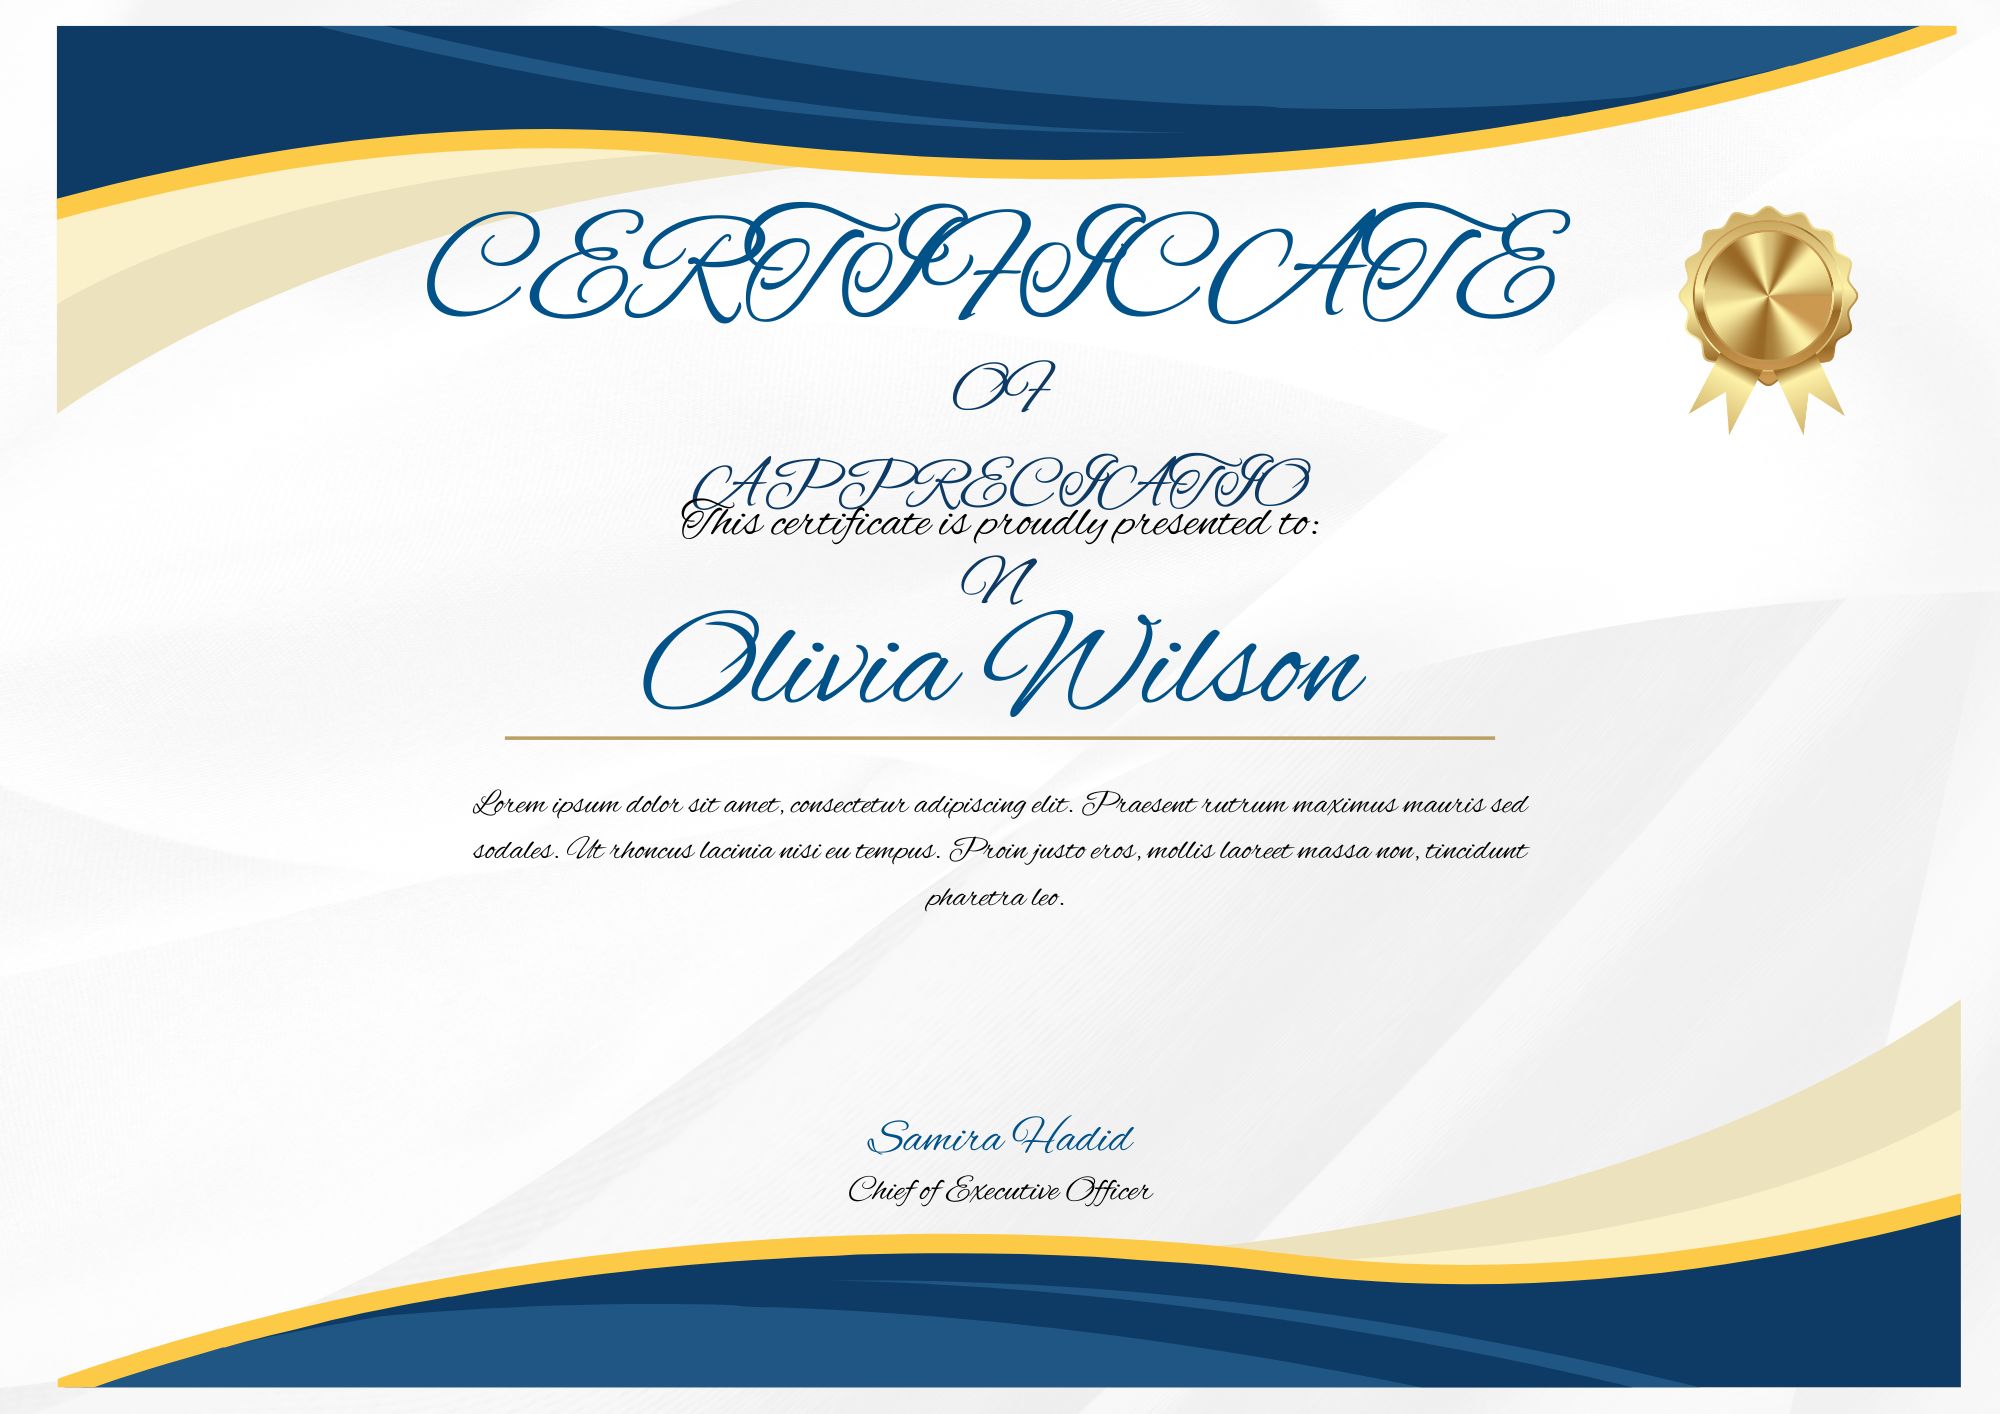 CERTIFICATE
OF
APPRECIATIO
This certificate is proudly presented to:
N
Olivia Wilson
Lorem ipsum dolor sit amet, consectetur adipiscing elit. Praesent rutrum maximus mauris sed
sodales. Ut rhoncus lacinia nisi eu tempus. Proin justo eros, mollis laoreet massa non, tincidunt
pharetra leo.
Samira Hadid
Chief of Executive Officer